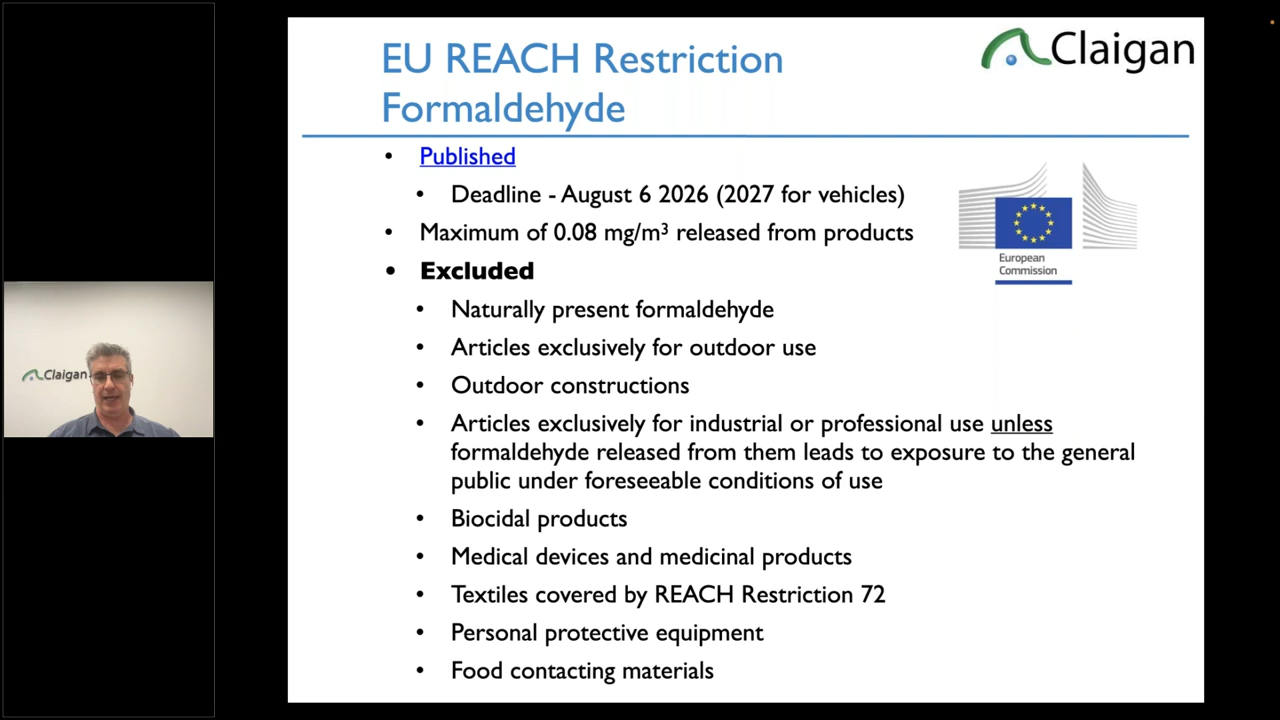 EU REACH Restriction
Formaldehyde
Claigan
• Published
• Deadline - August 6 2026 (2027 for vehicles)
• Maximum of 0.08 mg/m³ released from products
• Excluded
European
Commission
• Naturally present formaldehyde
• Articles exclusively for outdoor use
• Outdoor constructions
• Articles exclusively for industrial or professional use unless
formaldehyde released from them leads to exposure to the general
public under foreseeable conditions of use
• Biocidal products
• Medical devices and medicinal products
• Textiles covered by REACH Restriction 72
• Personal protective equipment
• Food contacting materials
Claigan